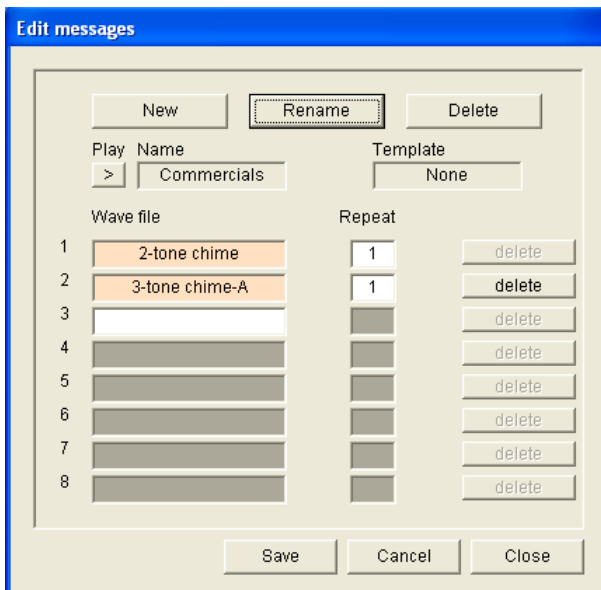 Edit messages
New Rename Delete
Play Name Template
> Commercials None
Wave file Repeat
1 2-tone chime 1 delete
2 3-tone chime-A 1 delete
3 delete
4 delete
5 delete
6 delete
7 delete
8 delete
Save Cancel Close